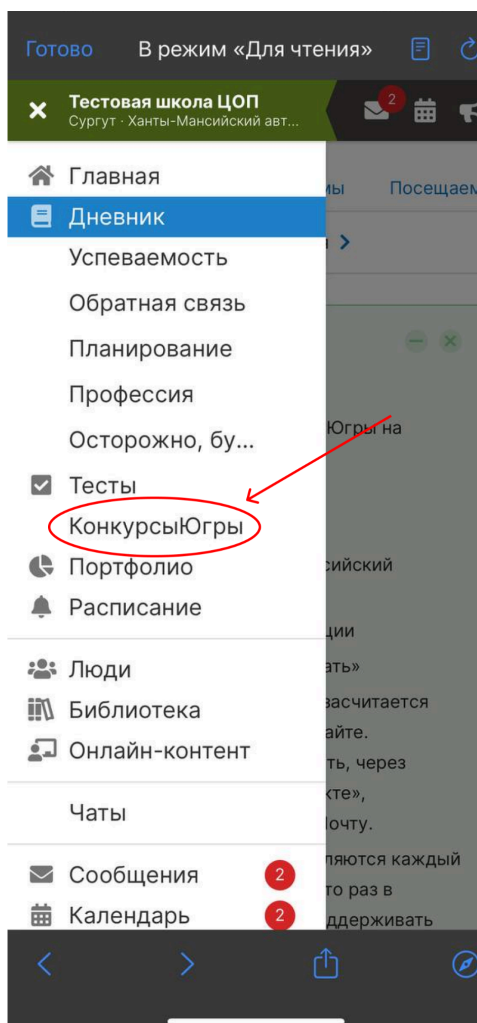 Готово В режим «Для чтения»
Тестовая школа ЦОП
Сургут · Ханты-Мансийский авт...
2
Главная
Посещаем
Дневник
Успеваемость
Обратная связь
Планирование
Профессия
Осторожно, бу...
Югры на
Тесты
КонкурсыЮгры
Портфолио
сийский
Расписание
ции
ать»
Люди
засчитается
Библиотека
айте.
Онлайн-контент
ть, через
кте»,
Чаты
Почту.
ляются каждый
Сообщения 2
то раз в
Календарь 2
ддерживать